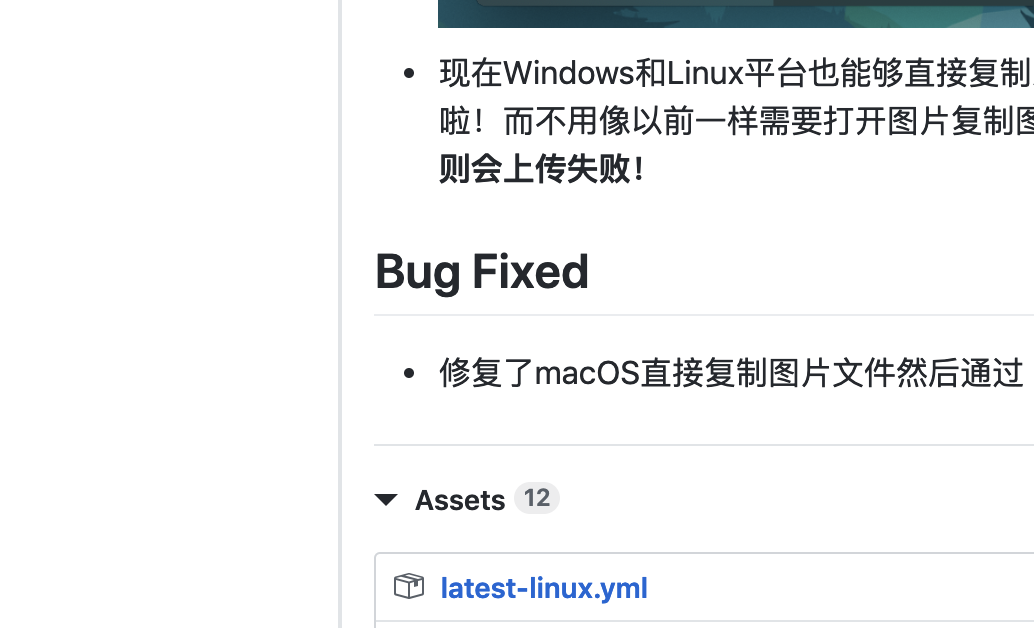 现在Windows和Linux平台也能够直接复制
啦！而不用像以前一样需要打开图片复制图
则会上传失败！
Bug Fixed
修复了macOS直接复制图片文件然后通过
Assets 12
latest-linux.yml